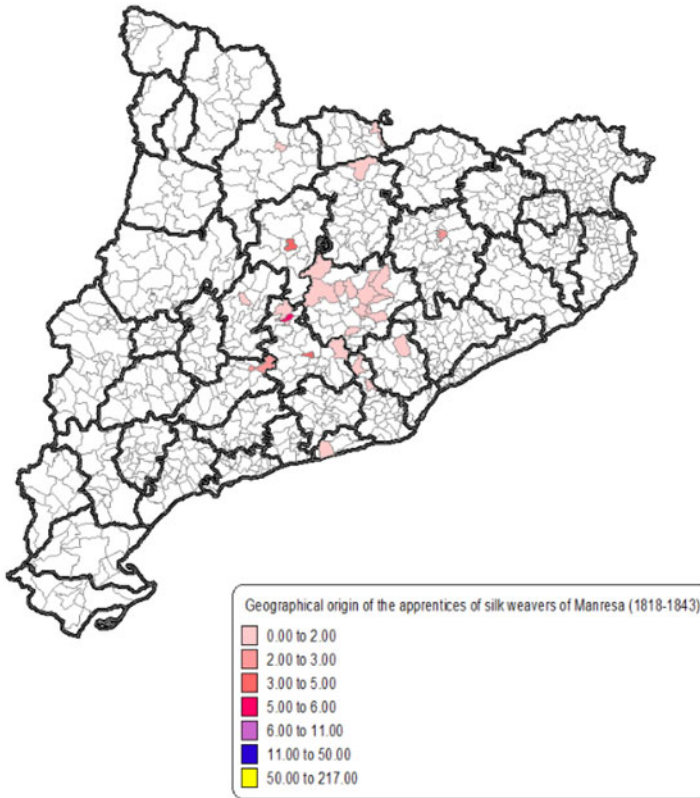 Geographical origin of the apprentices of silk weavers of Manresa (1818-1843)
0.00 to 2.00
2.00 to 3.00
3.00 to 5.00
5.00 to 6.00
6.00 to 11.00
11.00 to 50.00
50.00 to 217.00